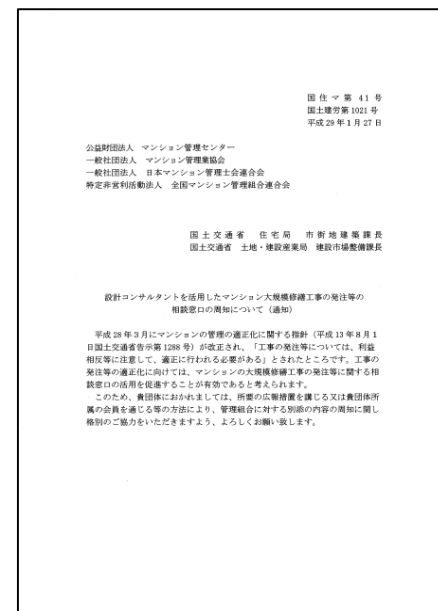 国住マ第41号
国土建労第1021号
平成29年1月27日
公益財団法人 マンション管理センター
一般社団法人 マンション管理業協会
一般社団法人 日本マンション管理士会連合会
特定非営利活動法人 全国マンション管理組合連合会
国土交通省 住宅局 市街地建築課長
国土交通省 土地・建設産業局 建設市場整備課長
設計コンサルタントを活用したマンション大規模修繕工事の発注等の
相談窓口の周知について(通知)
平成28年3月にマンションの管理の適正化に関する指針(平成13年8月1
日国土交通省告示第1288号)が改正され、「工事の発注等については、利益
相反等に注意して、適正に行われる必要がある」とされたところです。工事の
発注等の適正化に向けては、マンションの大規模修繕工事の発注等に関する相
談窓口の活用を促進することが有効であると考えられます。
このため、貴団体におかれましては、所要の広報措置を講じる又は貴団体所
属の会員を通じる等の方法により、管理組合に対する別添の内容の周知に関し
格別のご協力をいただきますよう、よろしくお願い致します。